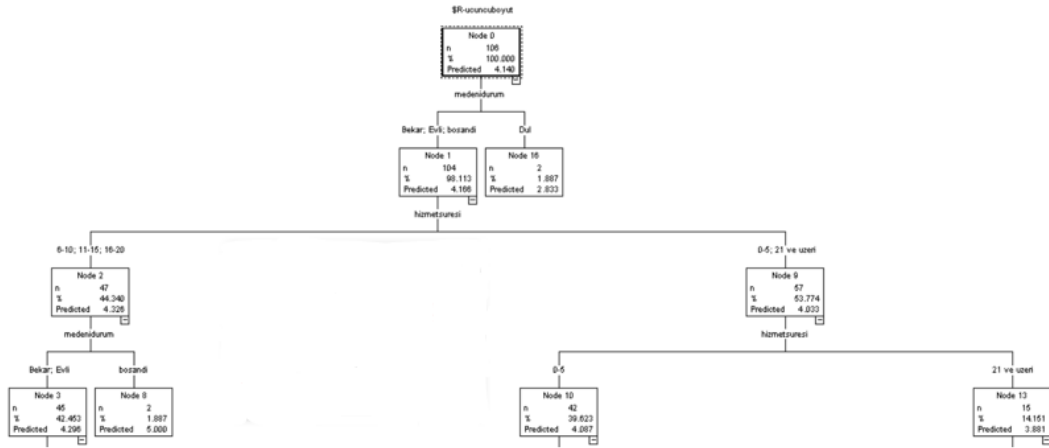 $R-ucuncuboyut
Node 0
n 106
% 100.000
Predicted 4.140
medenidurum
Bekar; Evli; bosandi Dul
Node 1
n 104
% 98.113
Predicted 4.166
Node 16
n 2
% 1.887
Predicted 2.833
hizmetsuresi
6-10; 11-15; 16-20 0-5; 21 ve uzeri
Node 2
n 47
% 44.340
Predicted 4.326
Node 9
n 57
% 53.774
Predicted 4.033
medenidurum hizmetsuresi
Bekar; Evli bosandi 0-5 21 ve uzeri
Node 3
n 45
% 42.453
Predicted 4.296
Node 8
n 2
% 1.887
Predicted 5.000
Node 10
n 42
% 39.623
Predicted 4.087
Node 13
n 15
% 14.151
Predicted 3.881